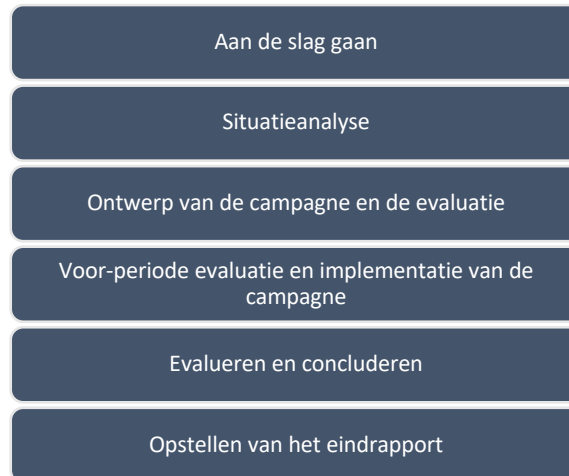 Aan de slag gaan
Situatieanalyse
Ontwerp van de campagne en de evaluatie
Voor-periode evaluatie en implementatie van de
campagne
Evalueren en concluderen
Opstellen van het eindrapport